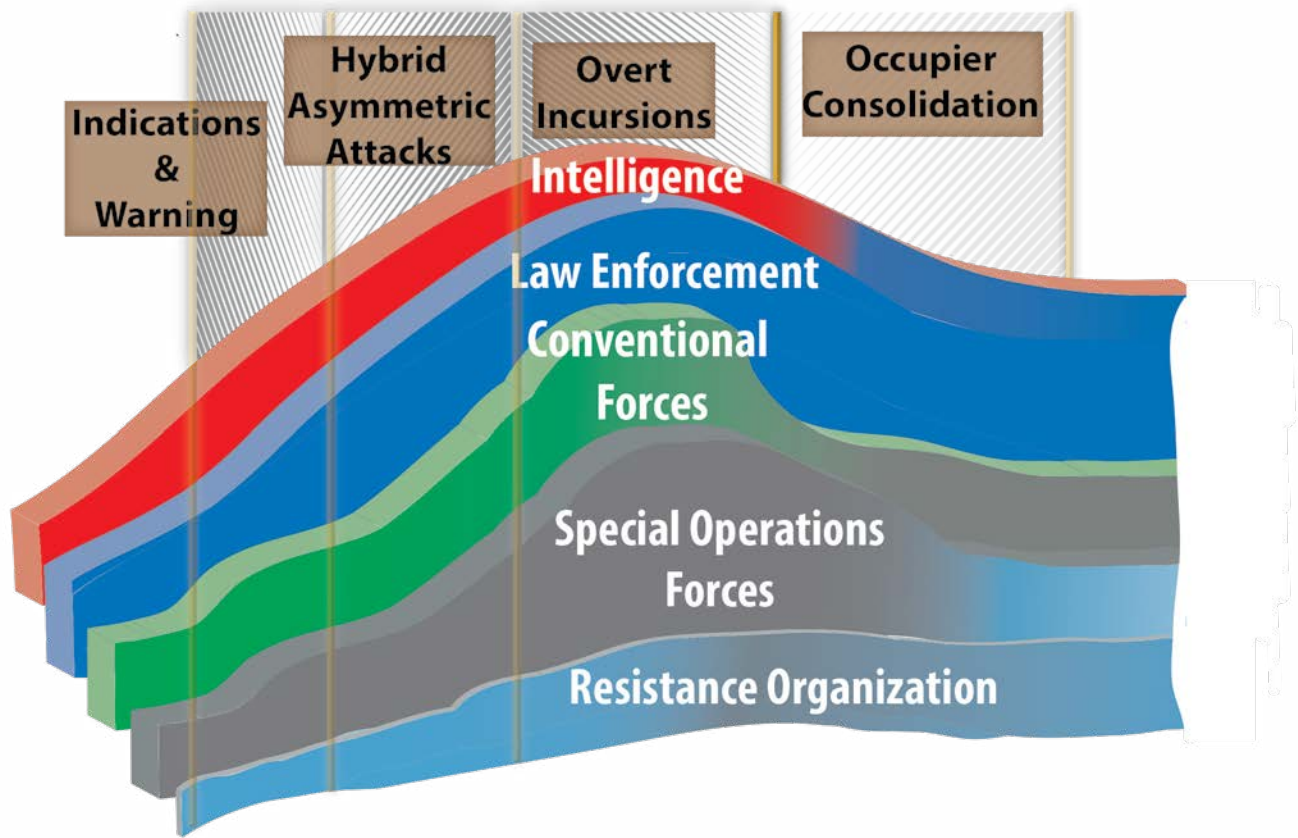 Indications
&
Warning
Hybrid
Asymmetric
Attacks
Overt
Incursions
Occupier
Consolidation
Intelligence
Law Enforcement
Conventional
Forces
Special Operations
Forces
Resistance Organization